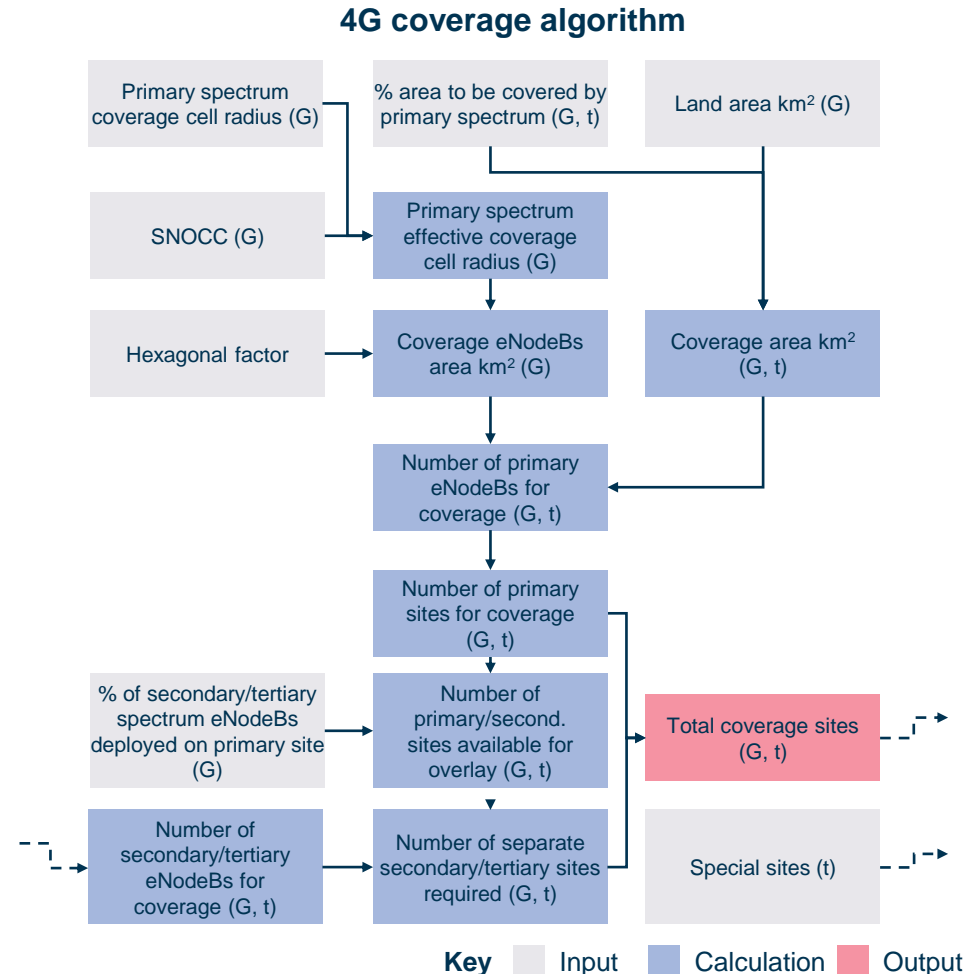 4G coverage algorithm
Primary spectrum
coverage cell radius (G)
% area to be covered by
primary spectrum (G, t)
Land area km² (G)
SNOCC (G)
Primary spectrum
effective coverage
cell radius (G)
Hexagonal factor
Coverage eNodeBs
area km² (G)
Coverage area km²
(G, t)
Number of primary
eNodeBs for
coverage (G, t)
Number of primary
sites for coverage
(G, t)
% of secondary/tertiary
spectrum eNodeBs
deployed on primary site
(G)
Number of
primary/second.
sites available for
overlay (G, t)
Total coverage sites
(G, t)
Number of
secondary/tertiary
eNodeBs for
coverage (G, t)
Number of separate
secondary/tertiary sites
required (G, t)
Special sites (t)
Key Input Calculation Output